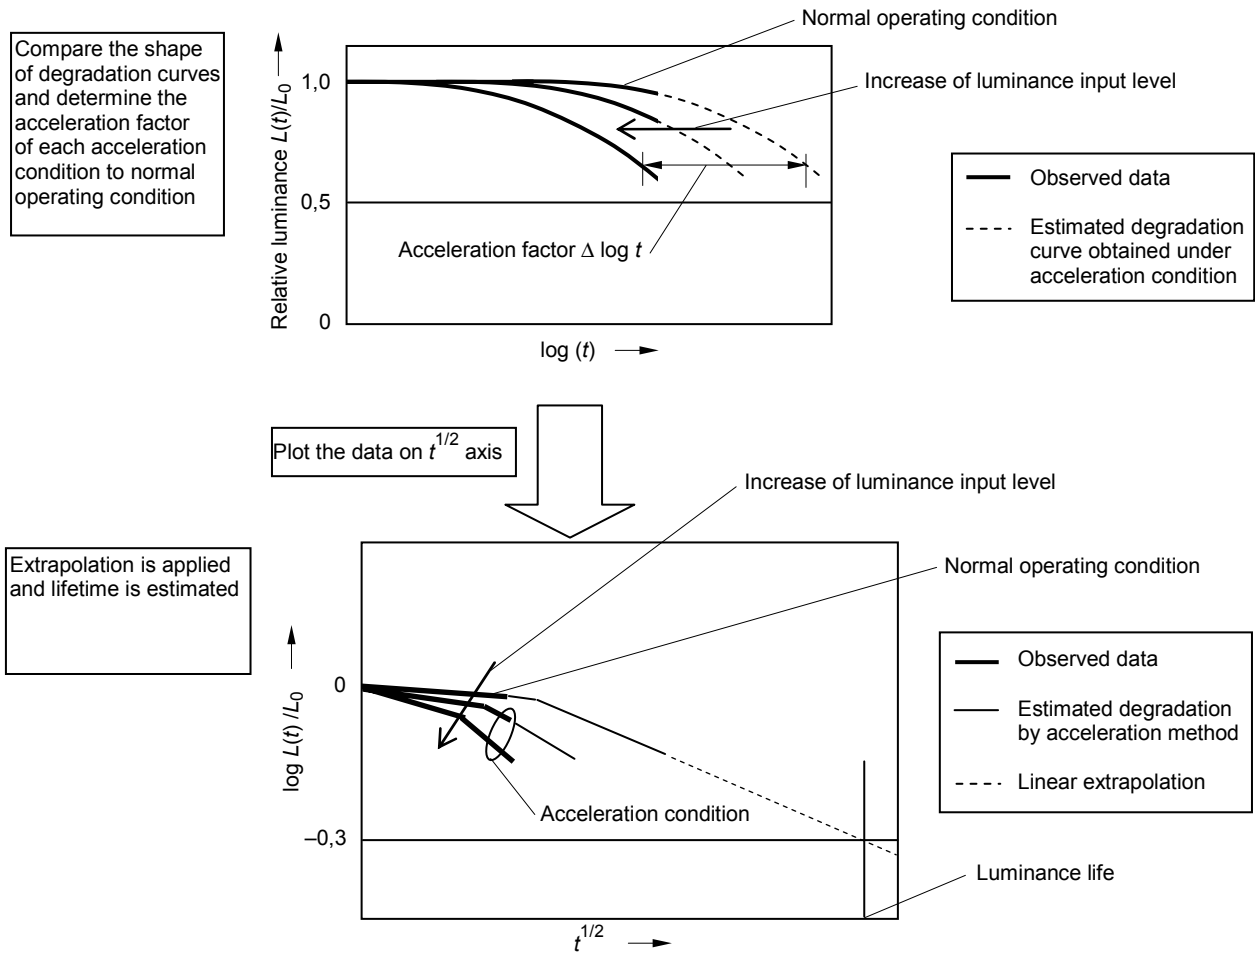 Normal operating condition
Compare the shape
of degradation curves
and determine the
acceleration factor
of each acceleration
condition to normal
operating condition
Relative luminance L(t)/L0
1,0
0,5
0
Increase of luminance input level
Acceleration factor Δ log t
log (t)
Observed data
Estimated degradation
curve obtained under
acceleration condition
Plot the data on t^1/2 axis
Increase of luminance input level
Extrapolation is applied
and lifetime is estimated
Normal operating condition
log L(t) /L0
0
–0,3
Acceleration condition
Observed data
Estimated degradation
by acceleration method
Linear extrapolation
Luminance life
t^1/2